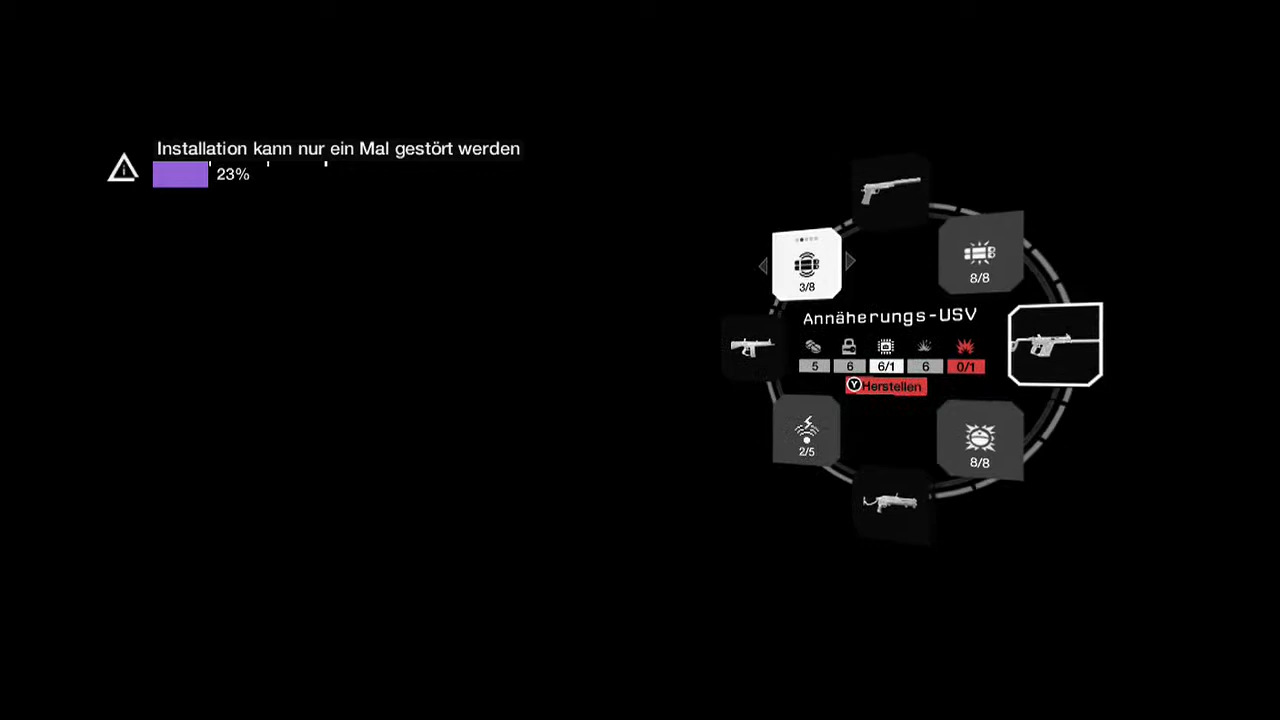 Installation kann nur ein Mal gestört werden
23%
3/8
8/8
Annäherungs-USV
5 6 6/1 6 0/1
Y Herstellen
2/5
8/8